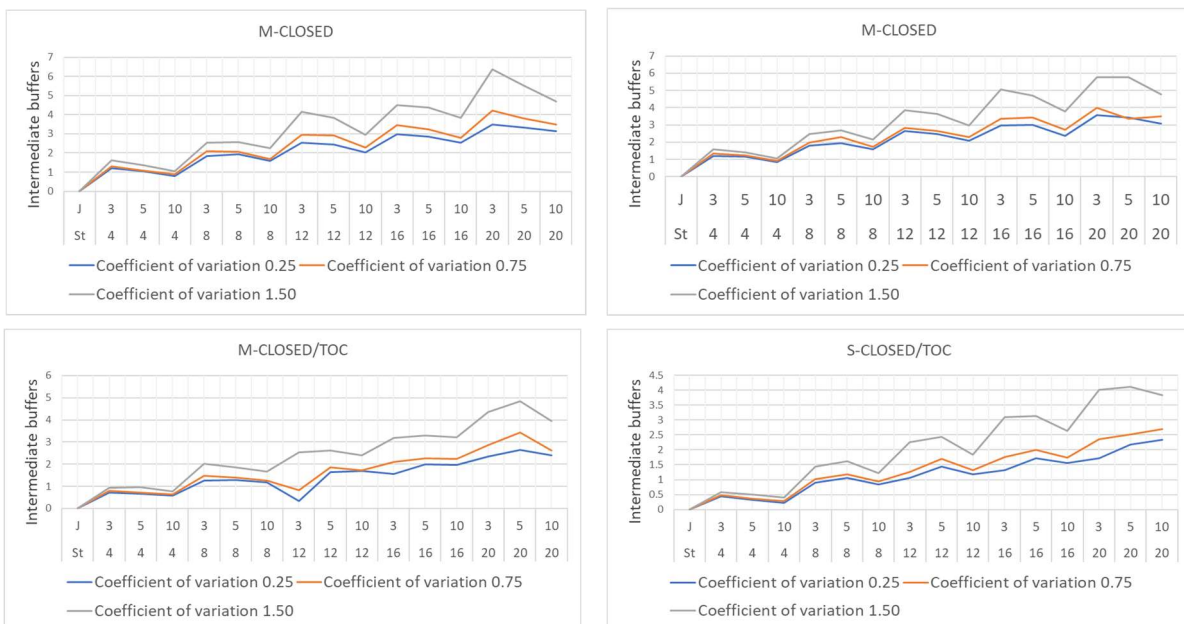 M-CLOSED
Intermediate buffers
7
6
5
4
3
2
1
0
J 3 5 10 3 5 10 3 5 10 3 5 10 3 5 10
St 4 4 4 8 8 8 12 12 12 16 16 16 20 20 20
Coefficient of variation 0.25 Coefficient of variation 0.75
Coefficient of variation 1.50
M-CLOSED
Intermediate buffers
7
6
5
4
3
2
1
0
J 3 5 10 3 5 10 3 5 10 3 5 10 3 5 10
St 4 4 4 8 8 8 12 12 12 16 16 16 20 20 20
Coefficient of variation 0.25 Coefficient of variation 0.75
Coefficient of variation 1.50
M-CLOSED/TOC
Intermediate buffers
6
5
4
3
2
1
0
J 3 5 10 3 5 10 3 5 10 3 5 10 3 5 10
St 4 4 4 8 8 8 12 12 12 16 16 16 20 20 20
Coefficient of variation 0.25 Coefficient of variation 0.75
Coefficient of variation 1.50
S-CLOSED/TOC
Intermediate buffers
4.5
4
3.5
3
2.5
2
1.5
1
0.5
0
J 3 5 10 3 5 10 3 5 10 3 5 10 3 5 10
St 4 4 4 8 8 8 12 12 12 16 16 16 20 20 20
Coefficient of variation 0.25 Coefficient of variation 0.75
Coefficient of variation 1.50